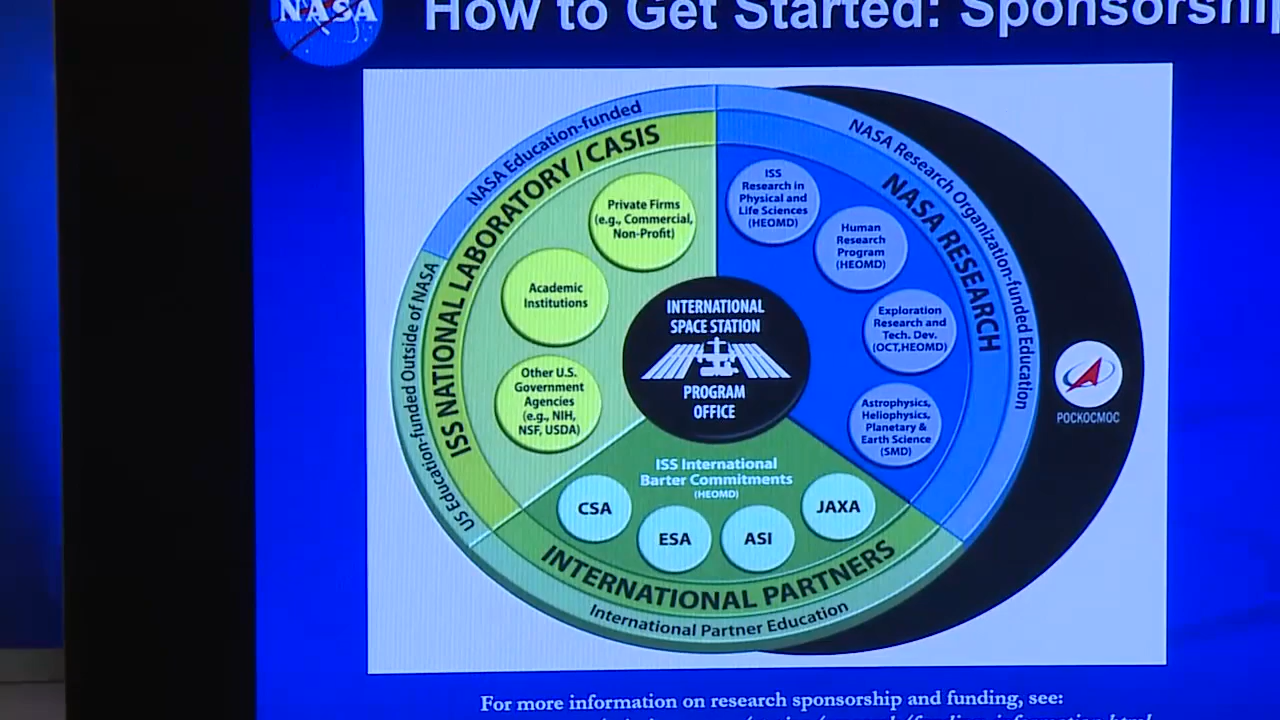 NASA
How to Get Started: Sponsorship
NASA Education-funded
US Education-funded Outside of NASA
ISS NATIONAL LABORATORY / CASIS
Private Firms
(e.g., Commercial,
Non-Profit)
Academic
Institutions
Other U.S.
Government
Agencies
(e.g., NIH,
NSF, USDA)
NASA Research Organization-funded Education
NASA RESEARCH
ISS
Research in
Physical and
Life Sciences
(HEOMD)
Human
Research
Program
(HEOMD)
Exploration
Research and
Tech. Dev.
(OCT,HEOMD)
Astrophysics,
Heliophysics,
Planetary &
Earth Science
(SMD)
INTERNATIONAL
SPACE STATION
PROGRAM
OFFICE
РОСКОСМОС
ISS International
Barter Commitments
(HEOMD)
CSA
ESA
ASI
JAXA
INTERNATIONAL PARTNERS
International Partner Education
For more information on research sponsorship and funding, see: